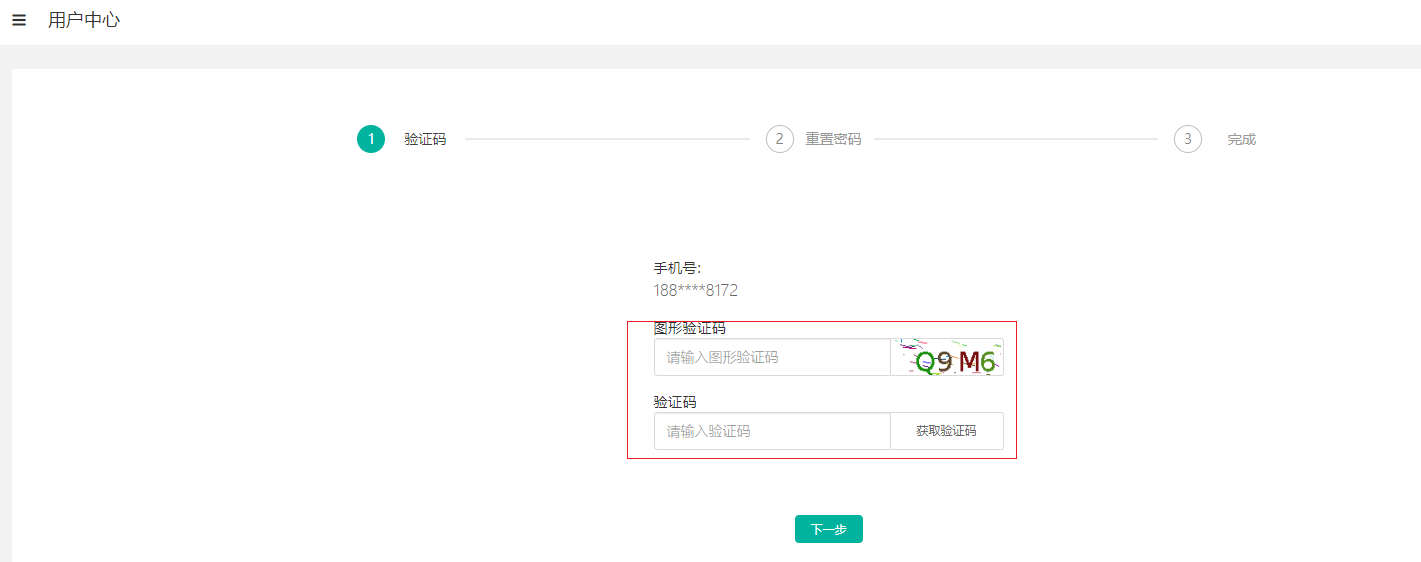 用户中心
1 验证码 2 重置密码 3 完成
手机号:
188****8172
图形验证码
请输入图形验证码 Q9M6
验证码
请输入验证码 获取验证码
下一步